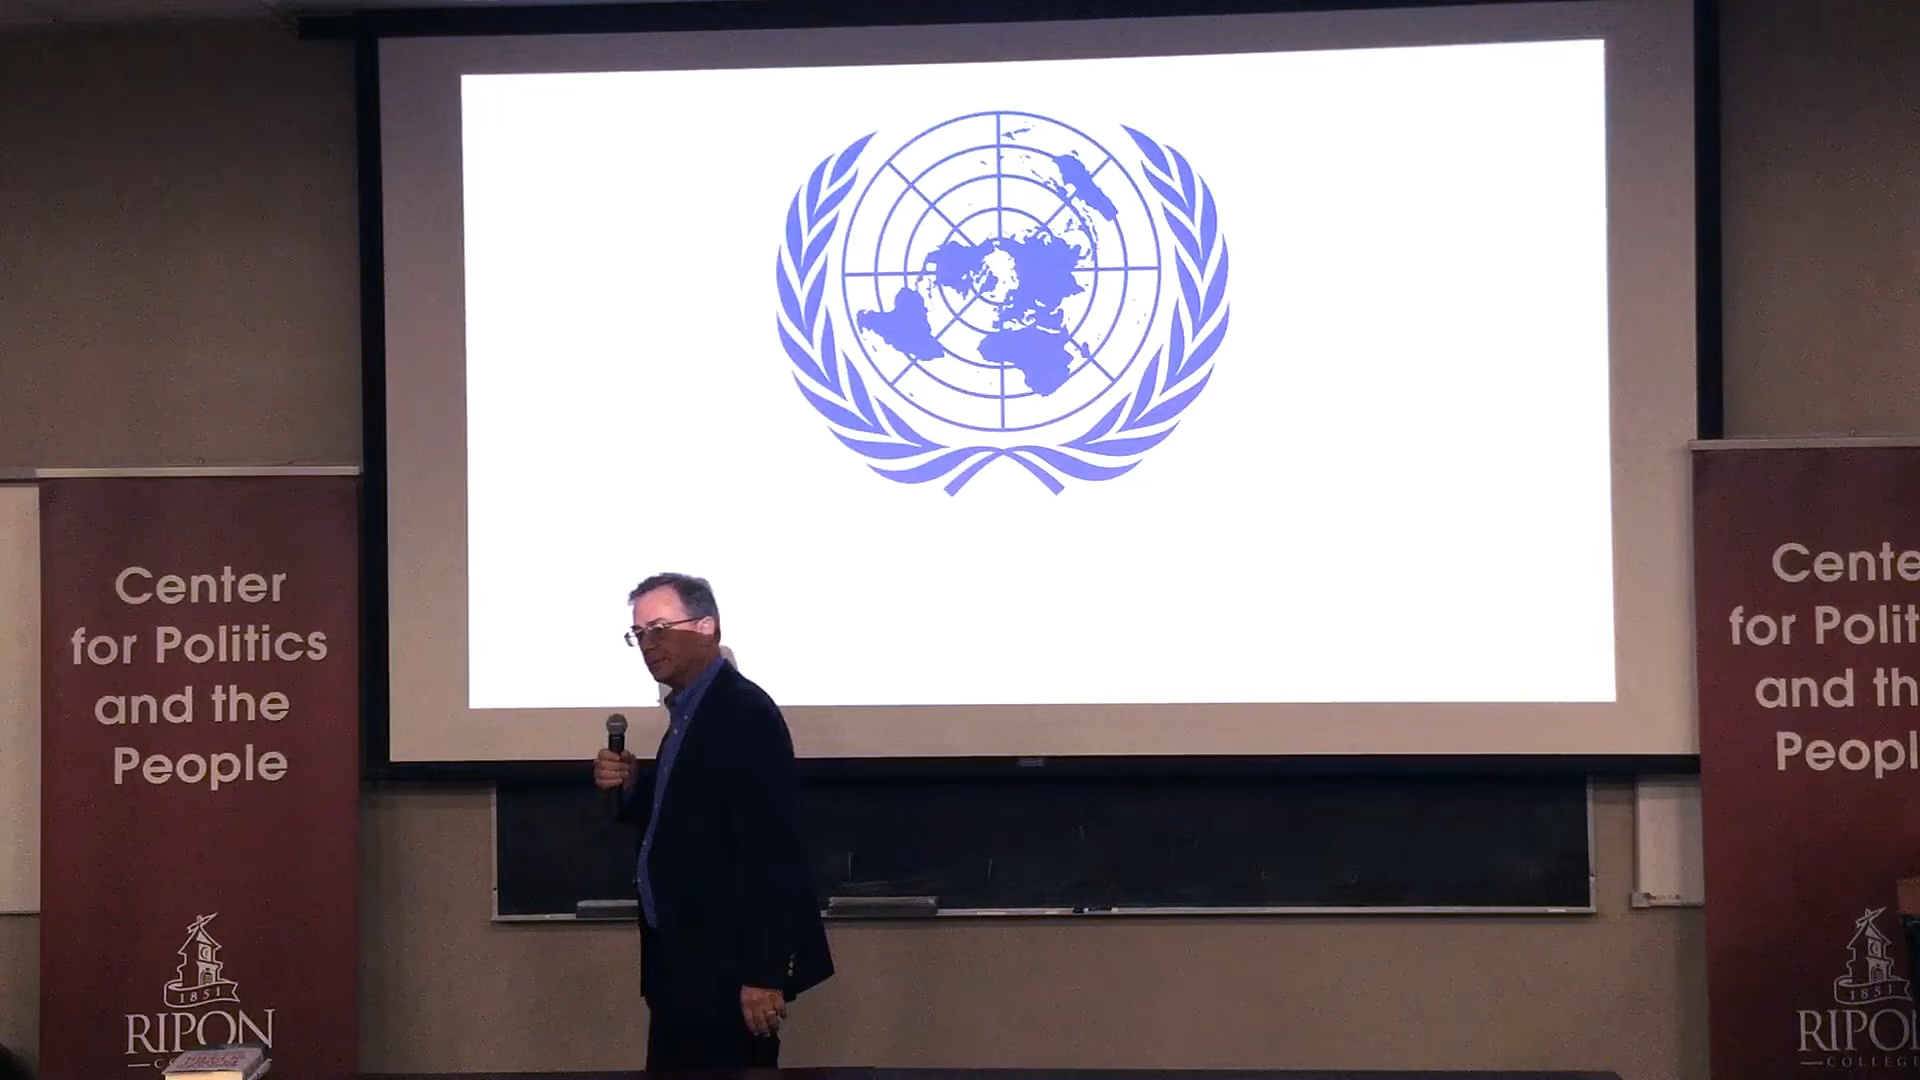 Center
for Politics
and the
People
1851
RIPON
Cente
for Polit
and th
Peopl
1851
RIPO
COLLEG